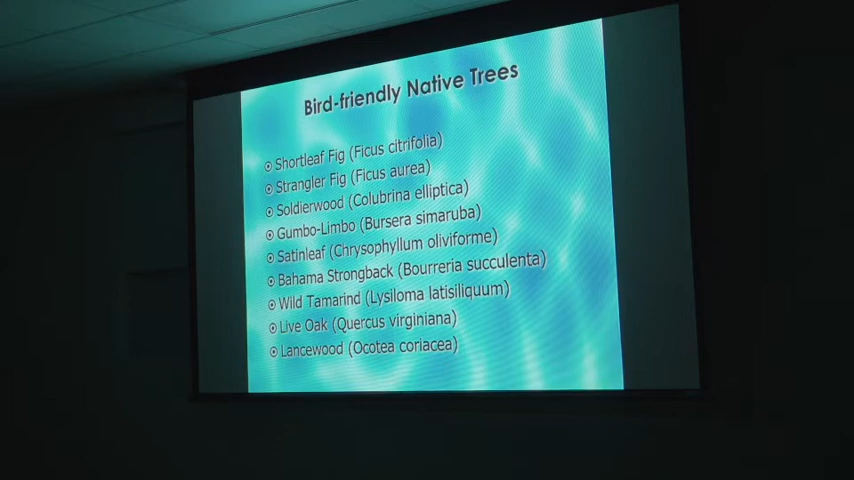 Bird-friendly Native Trees
Shortleaf Fig (Ficus citrifolia)
Strangler Fig (Ficus aurea)
Soldierwood (Colubrina elliptica)
Gumbo-Limbo (Bursera simaruba)
Satinleaf (Chrysophyllum oliviforme)
Bahama Strongback (Bourreria succulenta)
Wild Tamarind (Lysiloma latisiliquum)
Live Oak (Quercus virginiana)
Lancewood (Ocotea coriacea)